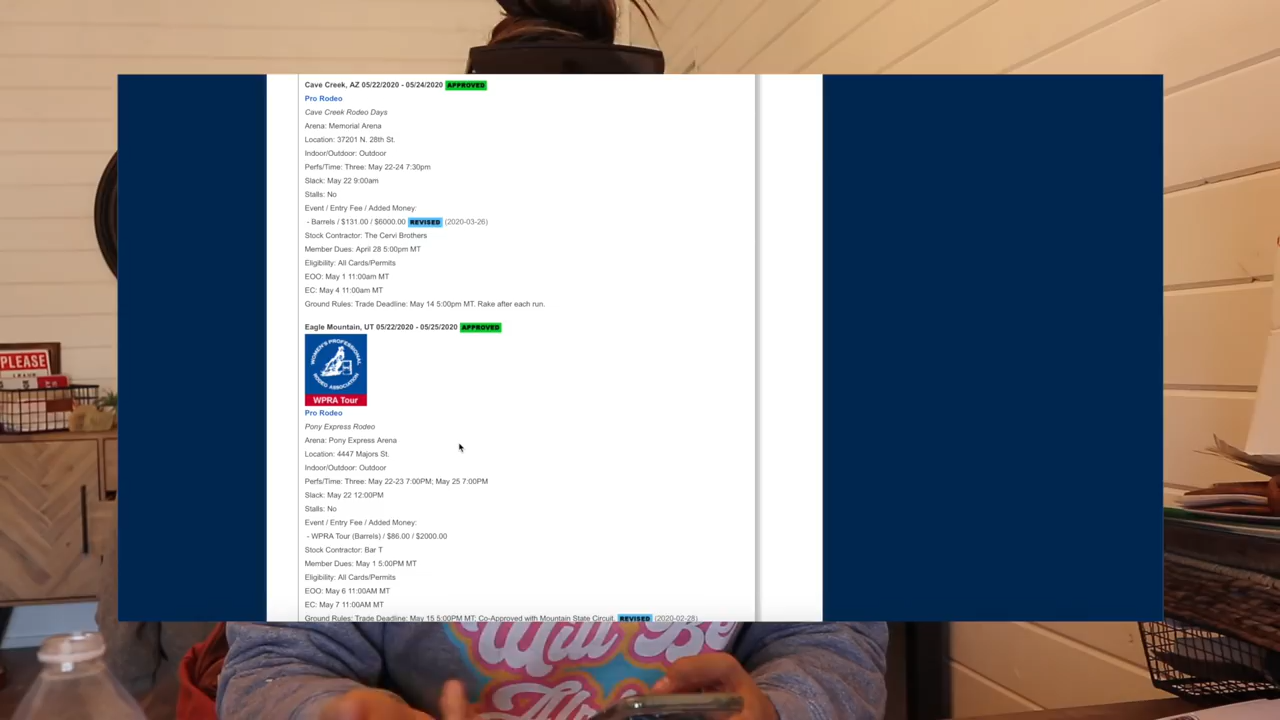 Cave Creek, AZ 05/22/2020 - 05/24/2020 APPROVED
Pro Rodeo
Cave Creek Rodeo Days
Arena: Memorial Arena
Location: 37201 N. 28th St.
Indoor/Outdoor: Outdoor
Perfs/Time: Three: May 22-24 7:30pm
Slack: May 22 9:00am
Stalls: No
Event / Entry Fee / Added Money:
- Barrels / $131.00 / $6000.00 REVISED (2020-03-26)
Stock Contractor: The Cervi Brothers
Member Dues: April 28 5:00pm MT
Eligibility: All Cards/Permits
EOO: May 1 11:00am MT
EC: May 4 11:00am MT
Ground Rules: Trade Deadline: May 14 5:00pm MT. Rake after each run.
Eagle Mountain, UT 05/22/2020 - 05/25/2020 APPROVED
WOMEN'S PROFESSIONAL
RODEO ASSOCIATION
WPRA Tour
Pro Rodeo
Pony Express Rodeo
Arena: Pony Express Arena
Location: 4447 Majors St.
Indoor/Outdoor: Outdoor
Perfs/Time: Three: May 22-23 7:00PM; May 25 7:00PM
Slack: May 22 12:00PM
Stalls: No
Event / Entry Fee / Added Money:
- WPRA Tour (Barrels) / $86.00 / $2000.00
Stock Contractor: Bar T
Member Dues: May 1 5:00PM MT
Eligibility: All Cards/Permits
EOO: May 6 11:00AM MT
EC: May 7 11:00AM MT
Ground Rules: Trade Deadline: May 15 5:00PM MT; Co-Approved with Mountain State Circuit. REVISED (2020-02-28)
PLEASE
Will Be